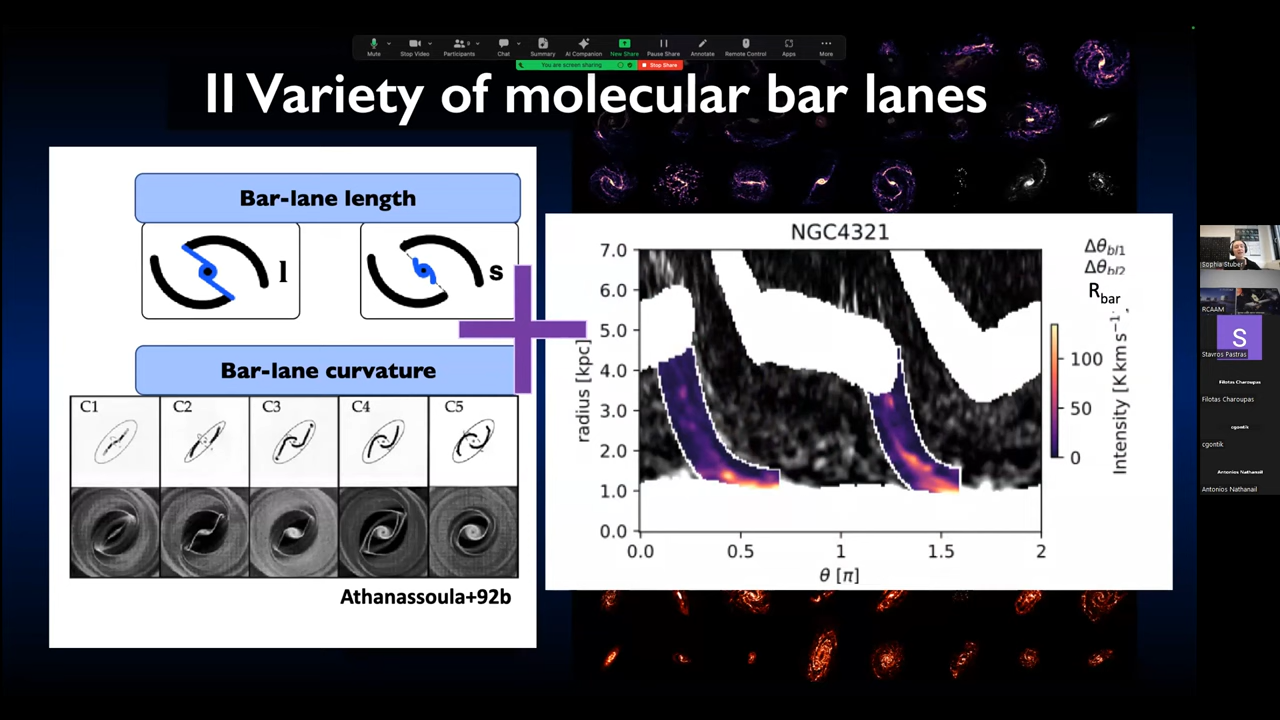 Mute
Stop Video
Participants
9
Chat
Summary
AI Companion
New Share
Pause Share
Annotate
Remote Control
Apps
More
You are screen sharing
Stop Share
II Variety of molecular bar lanes
Bar-lane length
l
s
Bar-lane curvature
C1
C2
C3
C4
C5
Athanassoula+92b
NGC4321
Δθbl1
Δθbl2
Rbar
7.0
6.0
5.0
4.0
3.0
2.0
1.0
0.0
radius [kpc]
0.0
0.5
1
1.5
2
θ [π]
100
50
0
Intensity [K km s⁻¹]
Sophia Stuber
RCAAM
S
Stavros Pastras
Filotas Charoupas
Filotas Charoupas
cgontik
cgontik
Antonios Nathanail
Antonios Nathanail